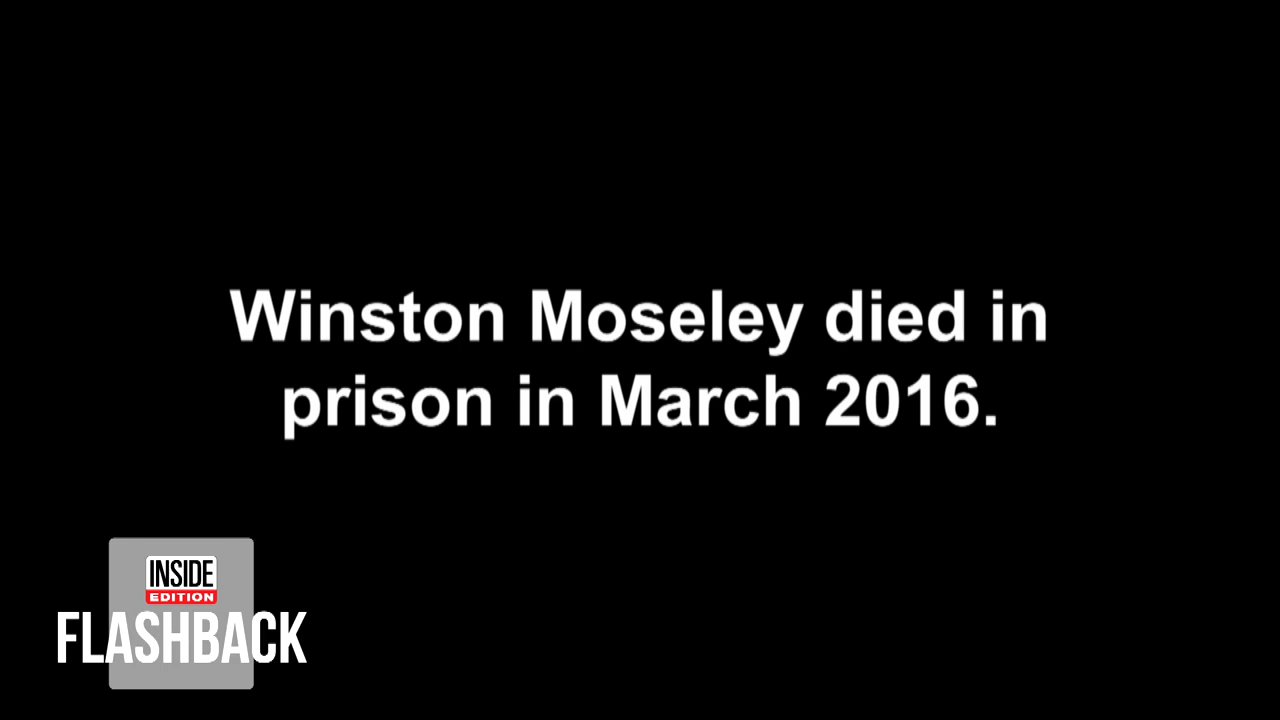 Winston Moseley died in
prison in March 2016.
INSIDE
EDITION
FLASHBACK